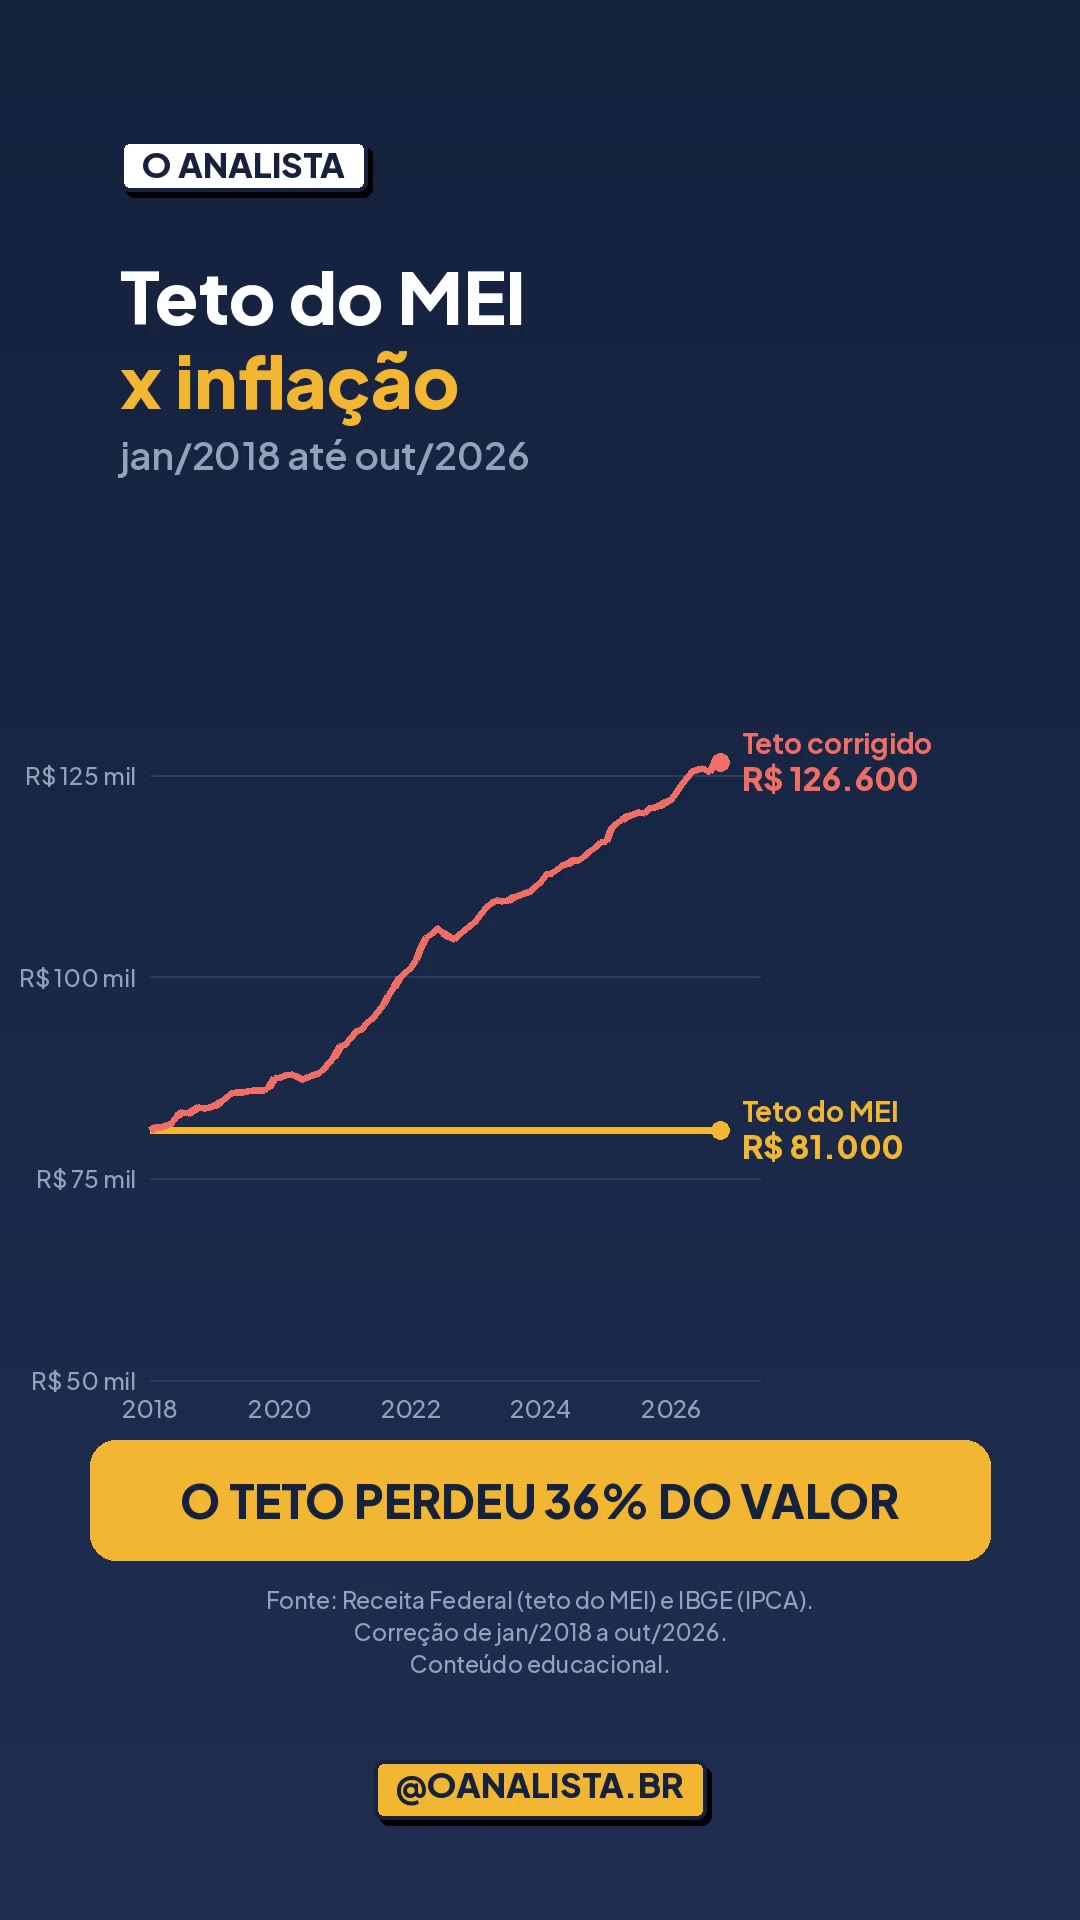 O ANALISTA
Teto do MEI
x inflação
jan/2018 até out/2026
Teto corrigido
R$ 125 mil
R$ 126.600
R$ 100 mil
Teto do MEI
R$ 81.000
R$ 75 mil
R$ 50 mil
2018 2020 2022 2024 2026
O TETO PERDEU 36% DO VALOR
Fonte: Receita Federal (teto do MEI) e IBGE (IPCA).
Correção de jan/2018 a out/2026.
Conteúdo educacional.
@OANALISTA.BR